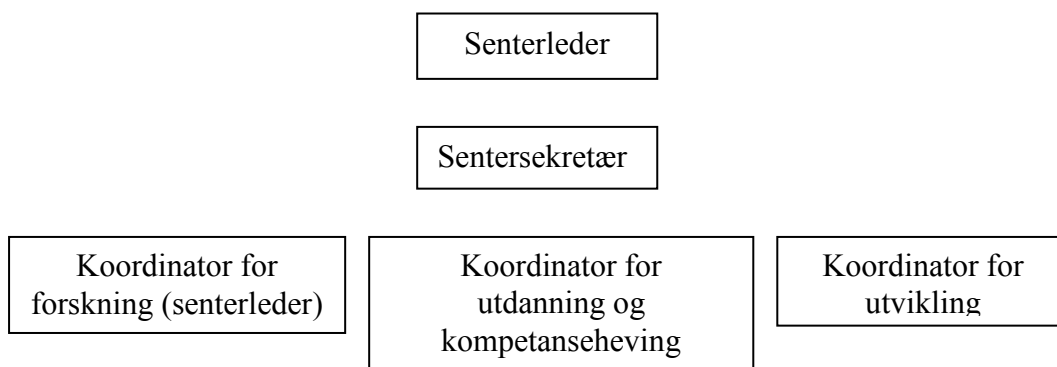 Senterleder
Sentersekretær
Koordinator for
forskning (senterleder)
Koordinator for
utdanning og
kompetanseheving
Koordinator for
utvikling